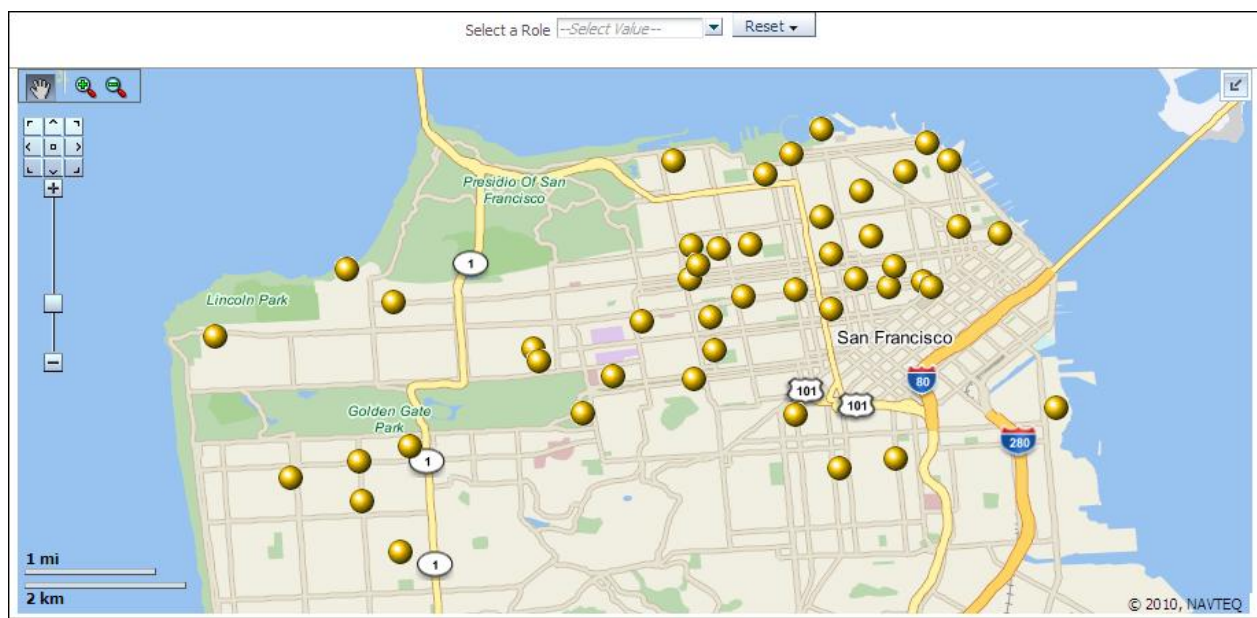 Select a Role --Select Value-- Reset
Presidio Of San
Francisco
1
Lincoln Park
San Francisco
80
101
101
Golden Gate
Park
280
1
1 mi
1
2 km
© 2010, NAVTEQ